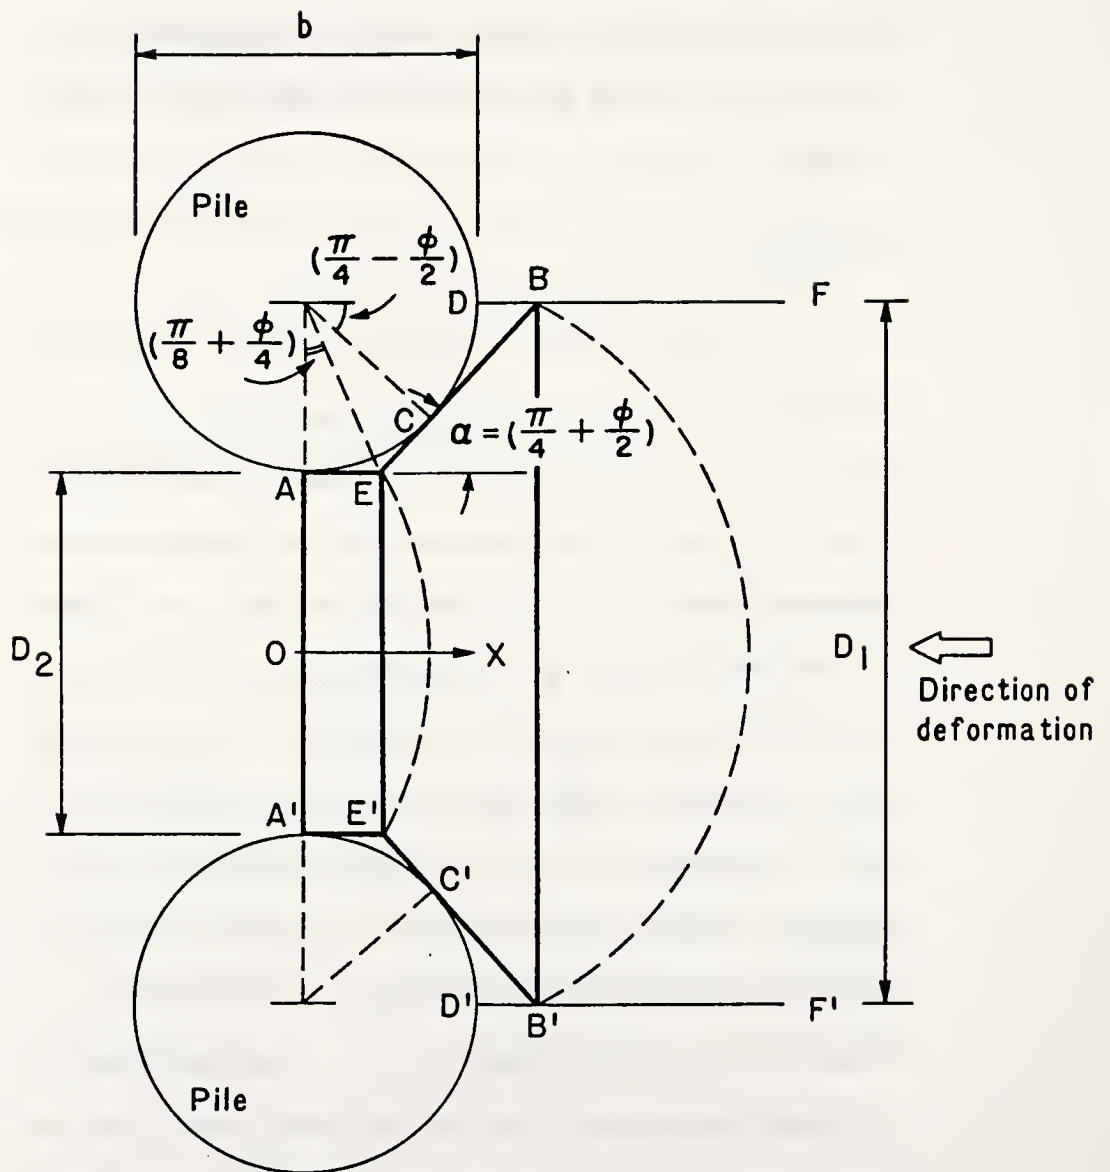 b
Pile
(π/4 − ϕ/2)
B
D
F
(π/8 + ϕ/4)
C
α = (π/4 + ϕ/2)
A
E
D₂
O
X
D₁
Direction of
deformation
A'
E'
C'
D'
B'
F'
Pile